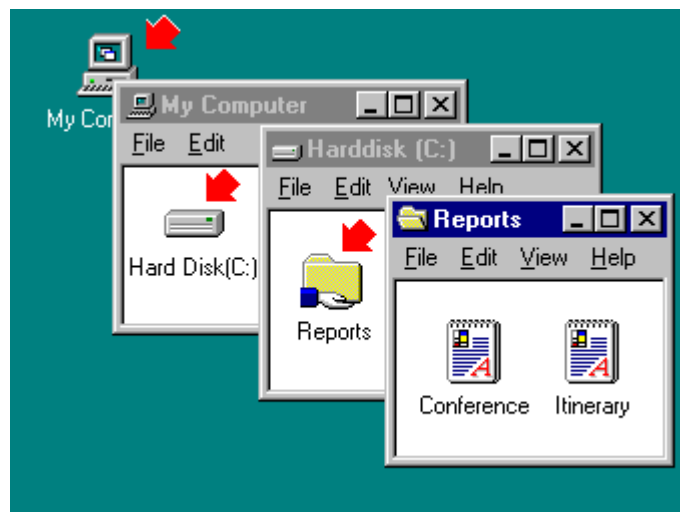 My Cor
My Computer
File Edit
Hard Disk(C:)
Harddisk (C:)
File Edit View Help
Reports
Reports
File Edit View Help
Conference Itinerary